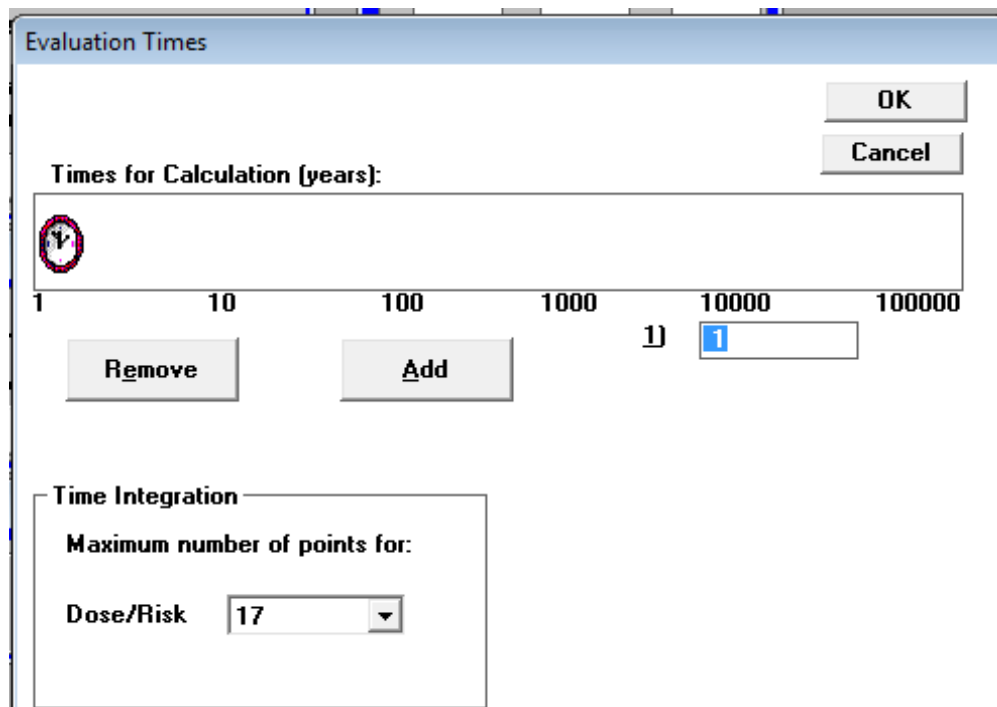 Evaluation Times
OK
Cancel
Times for Calculation (years):
1 10 100 1000 10000 100000
1) 1
Remove Add
Time Integration
Maximum number of points for:
Dose/Risk 17